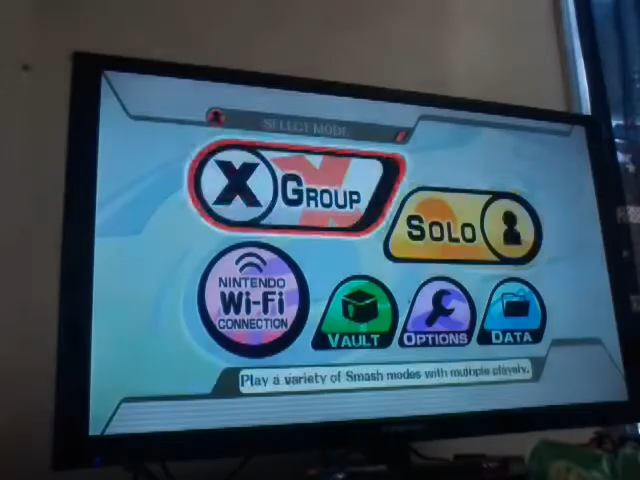 SELECT MODE
X GROUP
SOLO
NINTENDO
Wi-Fi
CONNECTION
VAULT
OPTIONS
DATA
Play a variety of Smash modes with multiple players.